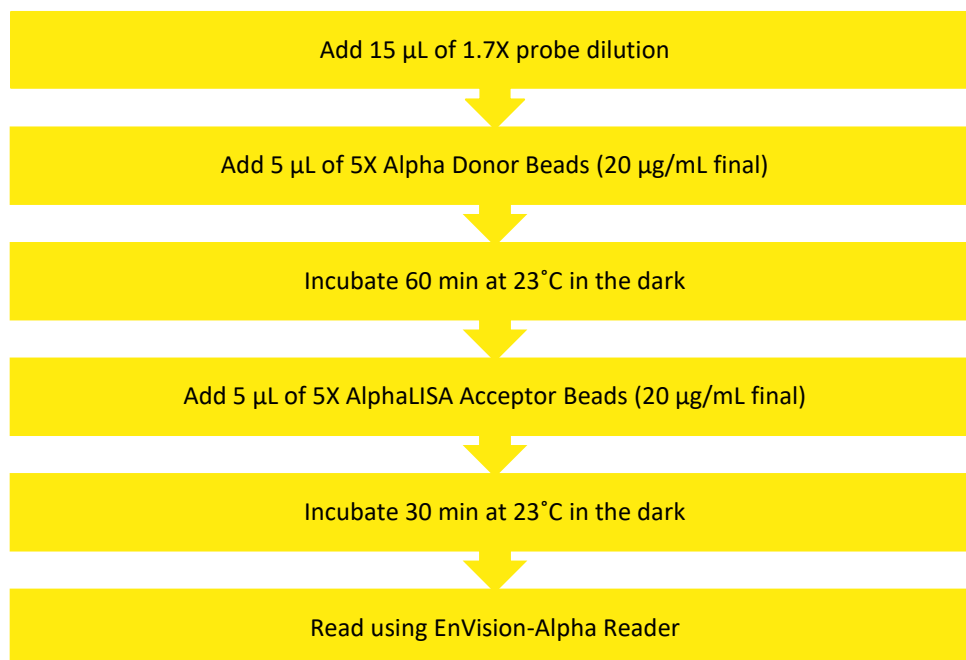 Add 15 µL of 1.7X probe dilution
Add 5 µL of 5X Alpha Donor Beads (20 µg/mL final)
Incubate 60 min at 23˚C in the dark
Add 5 µL of 5X AlphaLISA Acceptor Beads (20 µg/mL final)
Incubate 30 min at 23˚C in the dark
Read using EnVision-Alpha Reader